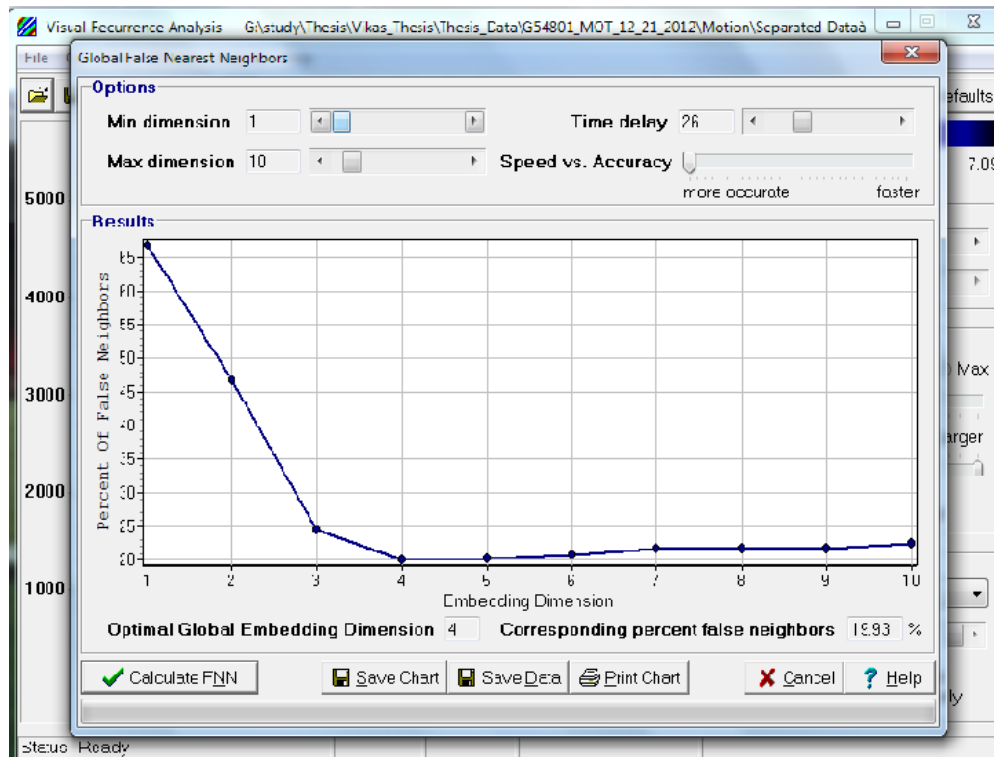 Visual Recurrence Analysis G:\study\Thesis\Vikas_Thesis\Thesis_Data\G54801_MOT_12_21_2012\Motion\Separated Dataà
File
Global False Nearest Neighbors
efaults
Options
Min dimension 1
Time delay 26
Max dimension 10
Speed vs. Accuracy
more accurate faster
7.09
5000
4000
3000
2000
1000
Results
Percent Of False Neighbors
65
60
55
50
45
40
35
30
25
20
1 2 3 4 5 6 7 8 9 10
Embedding Dimension
Max
arger
Optimal Global Embedding Dimension 4 Corresponding percent false neighbors 19.93 %
Calculate FNN Save Chart Save Data Print Chart Cancel Help
ly
Status Ready